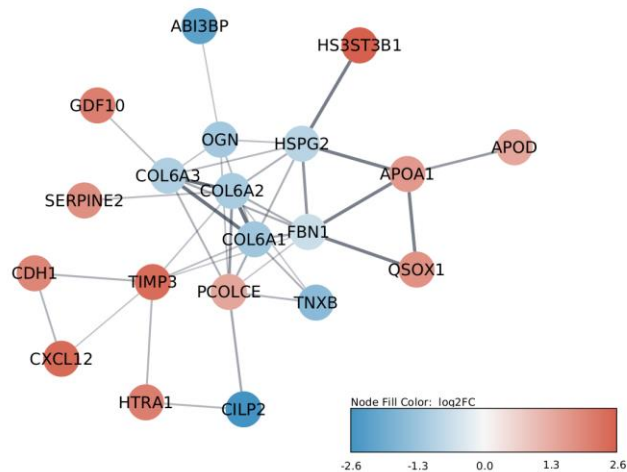 ABI3BP
HS3ST3B1
GDF10
OGN
HSPG2
APOD
COL6A3
APOA1
COL6A2
SERPINE2
COL6A1
FBN1
CDH1
TIMP3
QSOX1
PCOLCE
TNXB
CXCL12
HTRA1
CILP2
Node Fill Color: log2FC
-2.6 -1.3 0.0 1.3 2.6